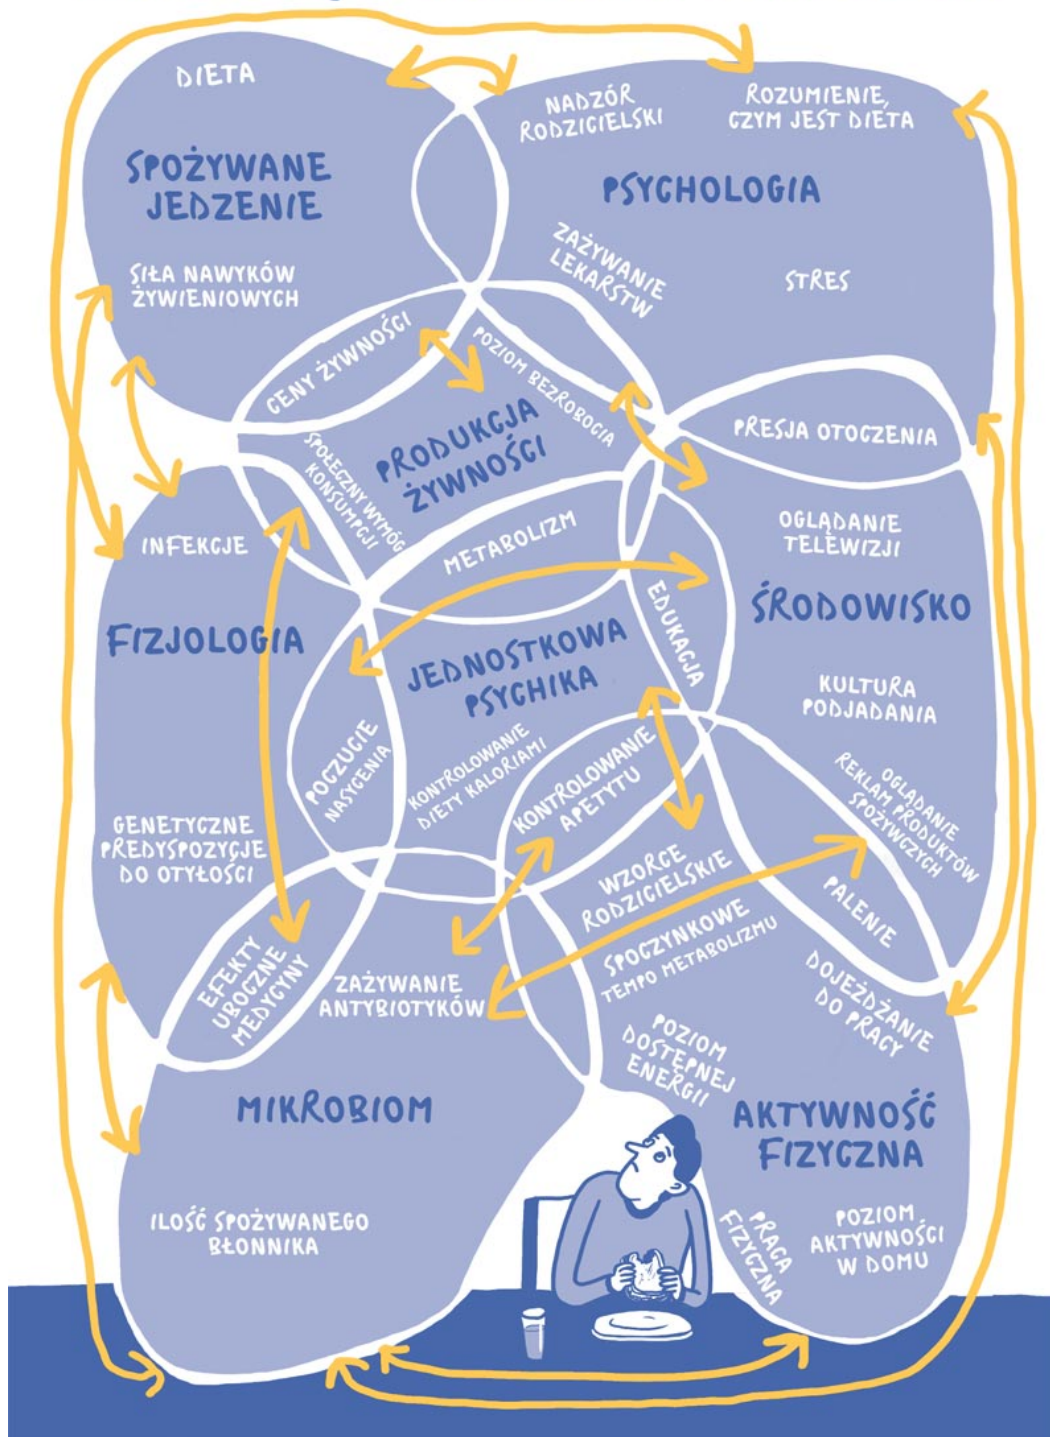 DIETA
SPOŻYWANE
JEDZENIE
SIŁA NAWYKÓW
ŻYWIENIOWYCH
NADZÓR
RODZICIELSKI
ROZUMIENIE,
CZYM JEST DIETA
PSYCHOLOGIA
ZAŻYWANIE
LEKARSTW
STRES
CENY ŻYWNOŚCI
POZIOM BEZROBOCIA
PRODUKCJA
ŻYWNOŚCI
SPOŁECZNY WYMÓG
KONSUMPCJI
PRESJA OTOCZENIA
METABOLIZM
OGLĄDANIE
TELEWIZJI
INFEKCJE
FIZJOLOGIA
EDUKACJA
ŚRODOWISKO
JEDNOSTKOWA
PSYCHIKA
KULTURA
PODJADANIA
POCZUCIE
NASYCENIA
KONTROLOWANIE
DIETY KALORIAMI
KONTROLOWANIE
APETYTU
OGLĄDANIE
REKLAM PRODUKTÓW
SPOŻYWCZYCH
GENETYCZNE
PREDYSPOZYCJE
DO OTYŁOŚCI
WZORCE
RODZICIELSKIE
PALENIE
SPOCZYNKOWE
TEMPO METABOLIZMU
EFEKTY
UBOCZNE
MEDYCYNY
ZAŻYWANIE
ANTYBIOTYKÓW
DOJEŻDŻANIE
DO PRACY
POZIOM
DOSTĘPNEJ
ENERGII
MIKROBIOM
AKTYWNOŚĆ
FIZYCZNA
ILOŚĆ SPOŻYWANEGO
BŁONNIKA
PRACA
FIZYCZNA
POZIOM
AKTYWNOŚCI
W DOMU